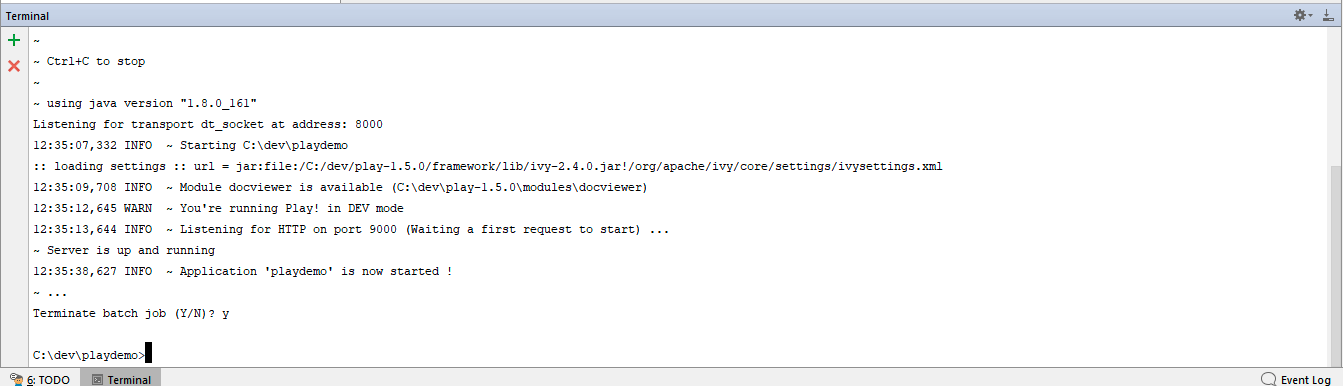 Terminal
~
~ Ctrl+C to stop
~
~ using java version "1.8.0_161"
Listening for transport dt_socket at address: 8000
12:35:07,332 INFO  ~ Starting C:\dev\playdemo
:: loading settings :: url = jar:file:/C:/dev/play-1.5.0/framework/lib/ivy-2.4.0.jar!/org/apache/ivy/core/settings/ivysettings.xml
12:35:09,708 INFO  ~ Module docviewer is available (C:\dev\play-1.5.0\modules\docviewer)
12:35:12,645 WARN  ~ You're running Play! in DEV mode
12:35:13,644 INFO  ~ Listening for HTTP on port 9000 (Waiting a first request to start) ...
~ Server is up and running
12:35:38,627 INFO  ~ Application 'playdemo' is now started !
~ ...
Terminate batch job (Y/N)? y
C:\dev\playdemo>
6: TODO Terminal Event Log